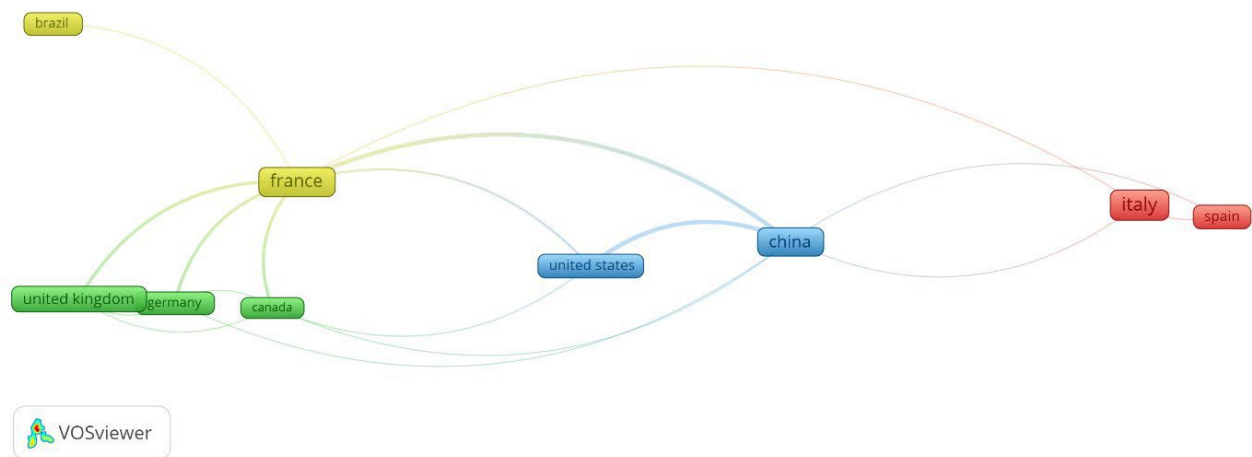 brazil
france
italy
spain
china
united states
united kingdom
germany
canada
VOSviewer